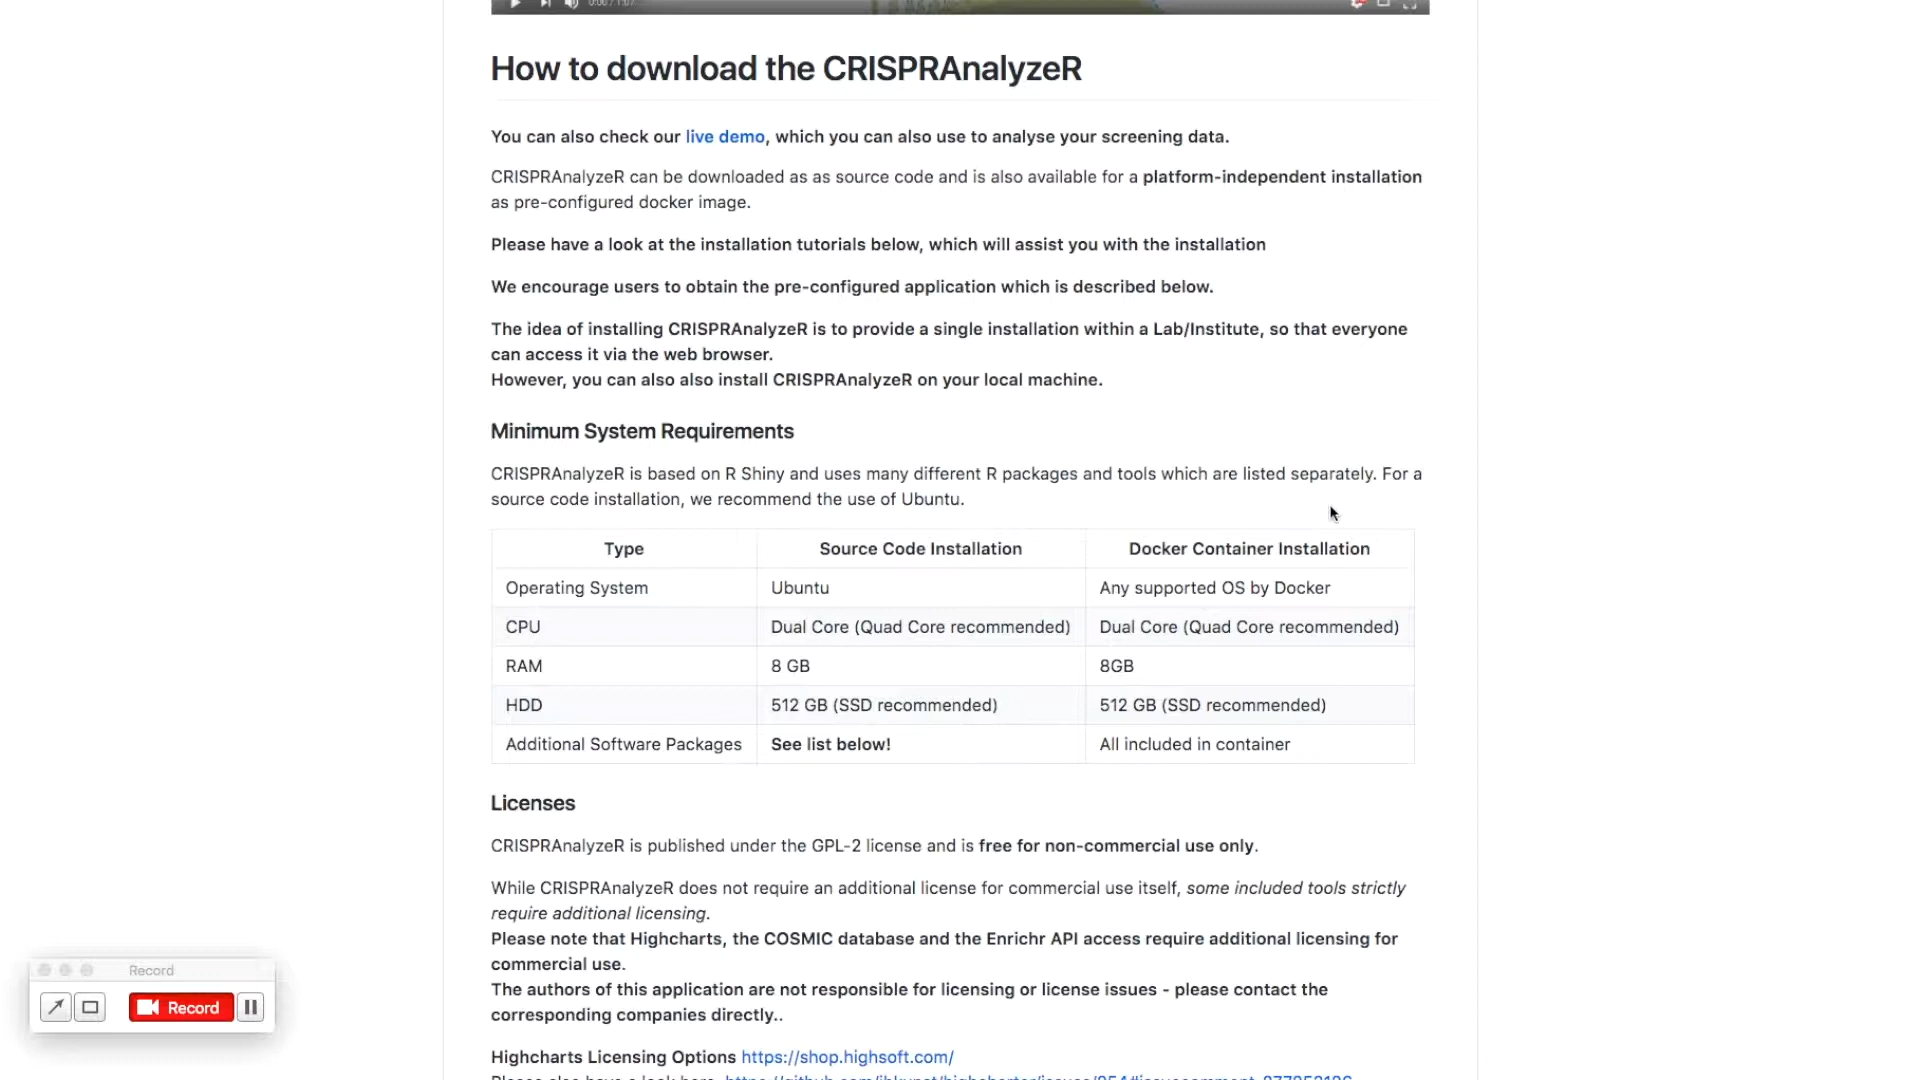 0:00 / 1:07
How to download the CRISPRAnalyzeR
You can also check our live demo, which you can also use to analyse your screening data.
CRISPRAnalyzeR can be downloaded as as source code and is also available for a platform-independent installation
as pre-configured docker image.
Please have a look at the installation tutorials below, which will assist you with the installation
We encourage users to obtain the pre-configured application which is described below.
The idea of installing CRISPRAnalyzeR is to provide a single installation within a Lab/Institute, so that everyone
can access it via the web browser.
However, you can also also install CRISPRAnalyzeR on your local machine.
Minimum System Requirements
CRISPRAnalyzeR is based on R Shiny and uses many different R packages and tools which are listed separately. For a
source code installation, we recommend the use of Ubuntu.
Type Source Code Installation Docker Container Installation
Operating System Ubuntu Any supported OS by Docker
CPU Dual Core (Quad Core recommended) Dual Core (Quad Core recommended)
RAM 8 GB 8GB
HDD 512 GB (SSD recommended) 512 GB (SSD recommended)
Additional Software Packages See list below! All included in container
Licenses
CRISPRAnalyzeR is published under the GPL-2 license and is free for non-commercial use only.
While CRISPRAnalyzeR does not require an additional license for commercial use itself, some included tools strictly
require additional licensing.
Please note that Highcharts, the COSMIC database and the Enrichr API access require additional licensing for
commercial use.
The authors of this application are not responsible for licensing or license issues - please contact the
corresponding companies directly..
Highcharts Licensing Options https://shop.highsoft.com/
Please also have a look here
Record
Record